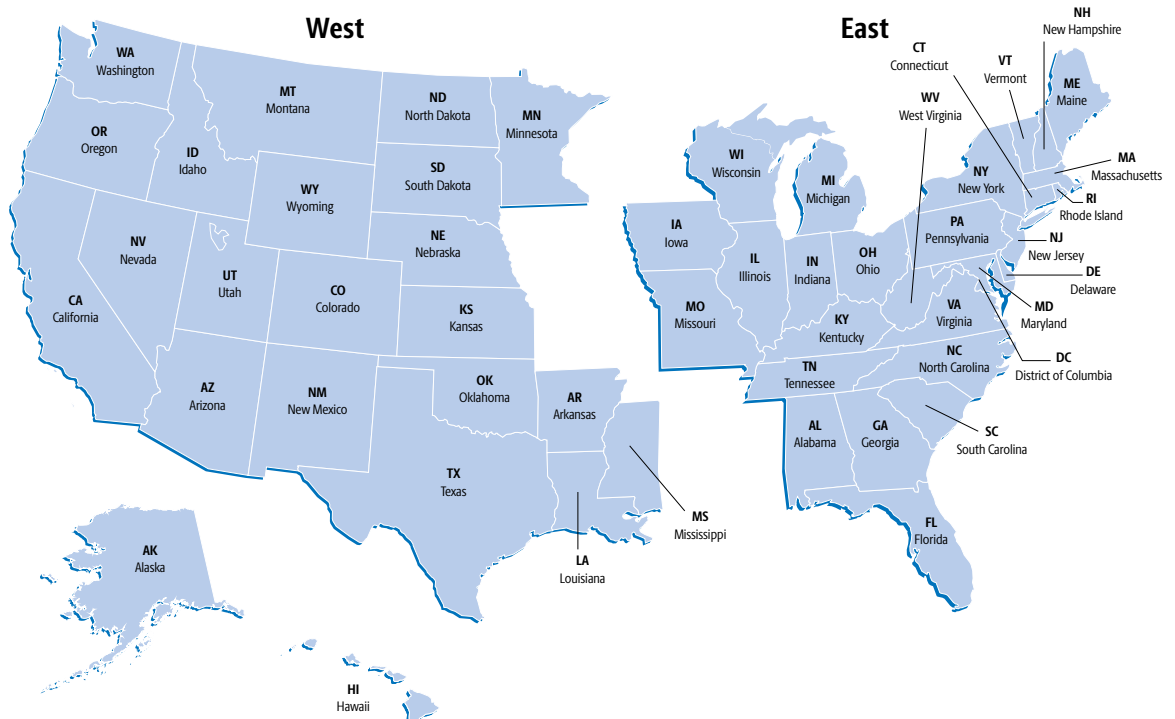 West
East
WA
Washington
OR
Oregon
CA
California
NV
Nevada
ID
Idaho
MT
Montana
WY
Wyoming
UT
Utah
CO
Colorado
AZ
Arizona
NM
New Mexico
ND
North Dakota
SD
South Dakota
NE
Nebraska
KS
Kansas
OK
Oklahoma
TX
Texas
MN
Minnesota
AR
Arkansas
LA
Louisiana
MS
Mississippi
AK
Alaska
HI
Hawaii
NH
New Hampshire
CT
Connecticut
VT
Vermont
ME
Maine
WV
West Virginia
WI
Wisconsin
MI
Michigan
NY
New York
MA
Massachusetts
RI
Rhode Island
IA
Iowa
IL
Illinois
IN
Indiana
OH
Ohio
PA
Pennsylvania
NJ
New Jersey
DE
Delaware
MD
Maryland
MO
Missouri
KY
Kentucky
VA
Virginia
DC
District of Columbia
TN
Tennessee
NC
North Carolina
SC
South Carolina
AL
Alabama
GA
Georgia
FL
Florida